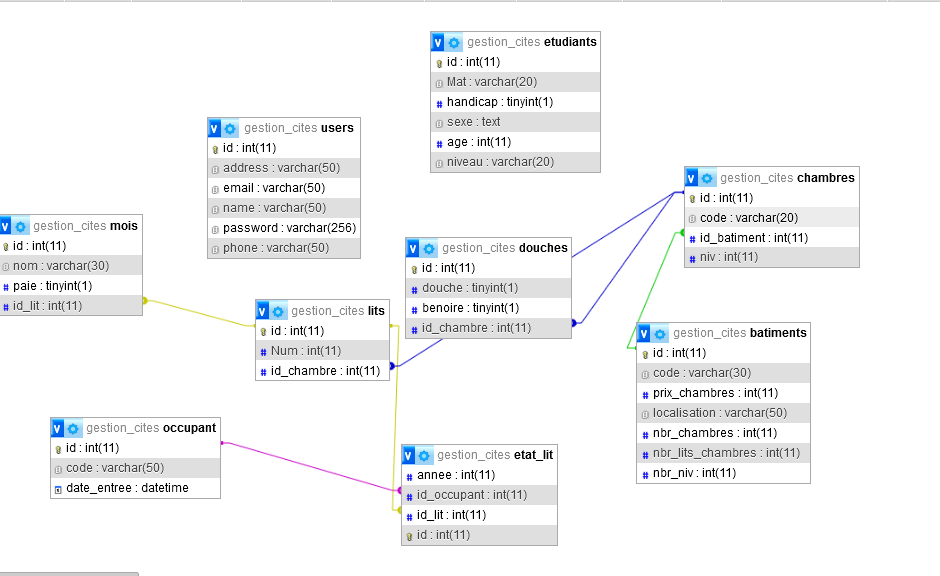 gestion_cites etudiants
id : int(11)
Mat : varchar(20)
handicap : tinyint(1)
sexe : text
age : int(11)
niveau : varchar(20)
V gestion_cites users
id : int(11)
address : varchar(50)
email : varchar(50)
name : varchar(50)
password : varchar(256)
phone : varchar(50)
V gestion_cites chambres
id : int(11)
code : varchar(20)
# id_batiment : int(11)
# niv : int(11)
V gestion_cites mois
id : int(11)
nom : varchar(30)
# paie : tinyint(1)
# id_lit : int(11)
V gestion_cites douches
id : int(11)
# douche : tinyint(1)
# benoire : tinyint(1)
# id_chambre : int(11)
V gestion_cites lits
id : int(11)
# Num : int(11)
# id_chambre : int(11)
V gestion_cites batiments
id : int(11)
code : varchar(30)
# prix_chambres : int(11)
localisation : varchar(50)
# nbr_chambres : int(11)
# nbr_lits_chambres : int(11)
# nbr_niv : int(11)
V gestion_cites occupant
id : int(11)
code : varchar(50)
date_entree : datetime
V gestion_cites etat_lit
# annee : int(11)
# id_occupant : int(11)
# id_lit : int(11)
id : int(11)